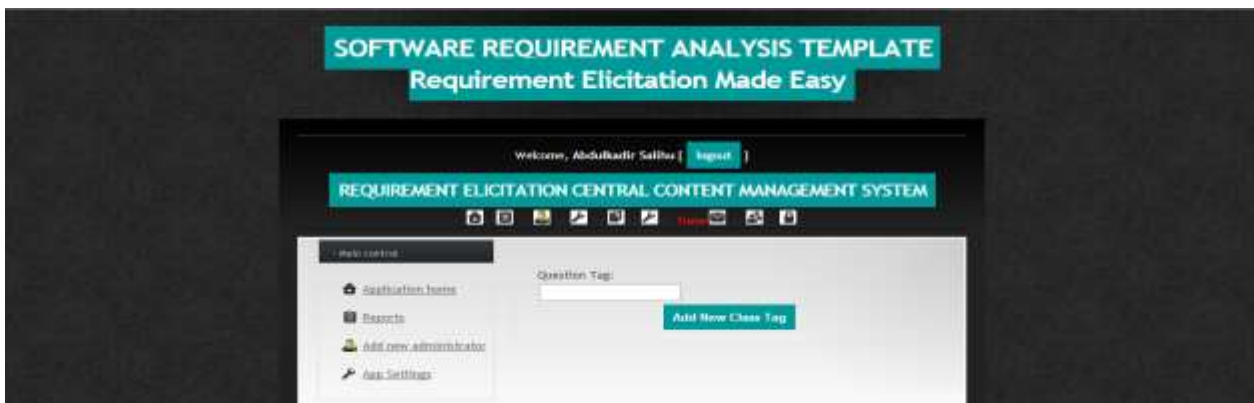 SOFTWARE REQUIREMENT ANALYSIS TEMPLATE
Requirement Elicitation Made Easy
Welcome, Abdulkadir Salihu [ logout ]
REQUIREMENT ELICITATION CENTRAL CONTENT MANAGEMENT SYSTEM
Main control
Question Tag:
Application home
Add New Class Tag
Reports
Add new administrator
App Settings